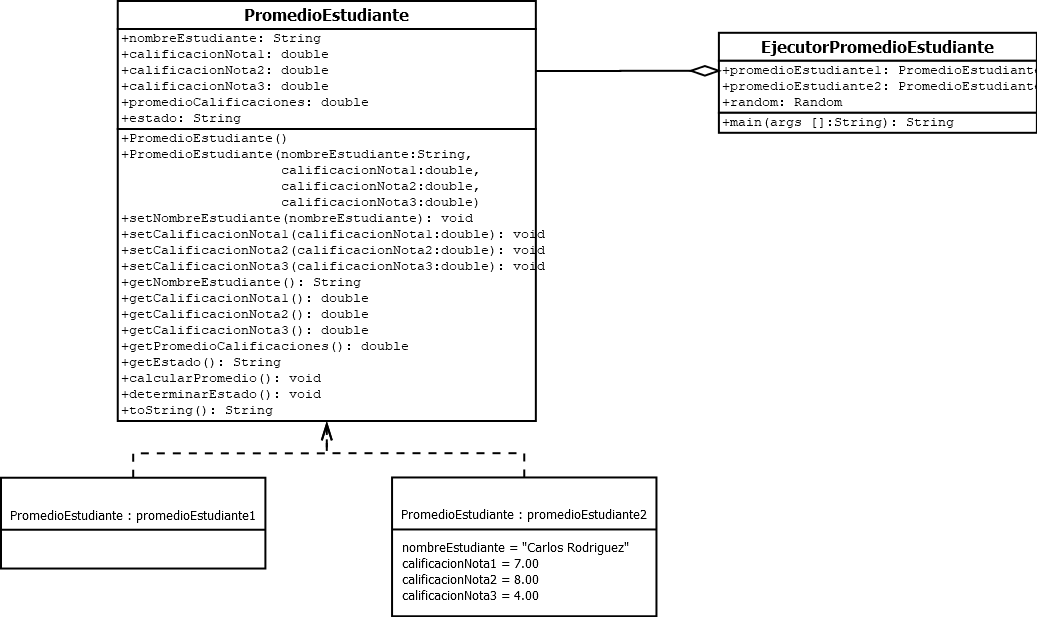 PromedioEstudiante
+nombreEstudiante: String
+calificacionNota1: double
+calificacionNota2: double
+calificacionNota3: double
+promedioCalificaciones: double
+estado: String
+PromedioEstudiante()
+PromedioEstudiante(nombreEstudiante:String,
calificacionNota1:double,
calificacionNota2:double,
calificacionNota3:double)
+setNombreEstudiante(nombreEstudiante): void
+setCalificacionNota1(calificacionNota1:double): void
+setCalificacionNota2(calificacionNota2:double): void
+setCalificacionNota3(calificacionNota3:double): void
+getNombreEstudiante(): String
+getCalificacionNota1(): double
+getCalificacionNota2(): double
+getCalificacionNota3(): double
+getPromedioCalificaciones(): double
+getEstado(): String
+calcularPromedio(): void
+determinarEstado(): void
+toString(): String
EjecutorPromedioEstudiante
+promedioEstudiante1: PromedioEstudiante
+promedioEstudiante2: PromedioEstudiante
+random: Random
+main(args []:String): String
PromedioEstudiante : promedioEstudiante1
PromedioEstudiante : promedioEstudiante2
nombreEstudiante = "Carlos Rodriguez"
calificacionNota1 = 7.00
calificacionNota2 = 8.00
calificacionNota3 = 4.00